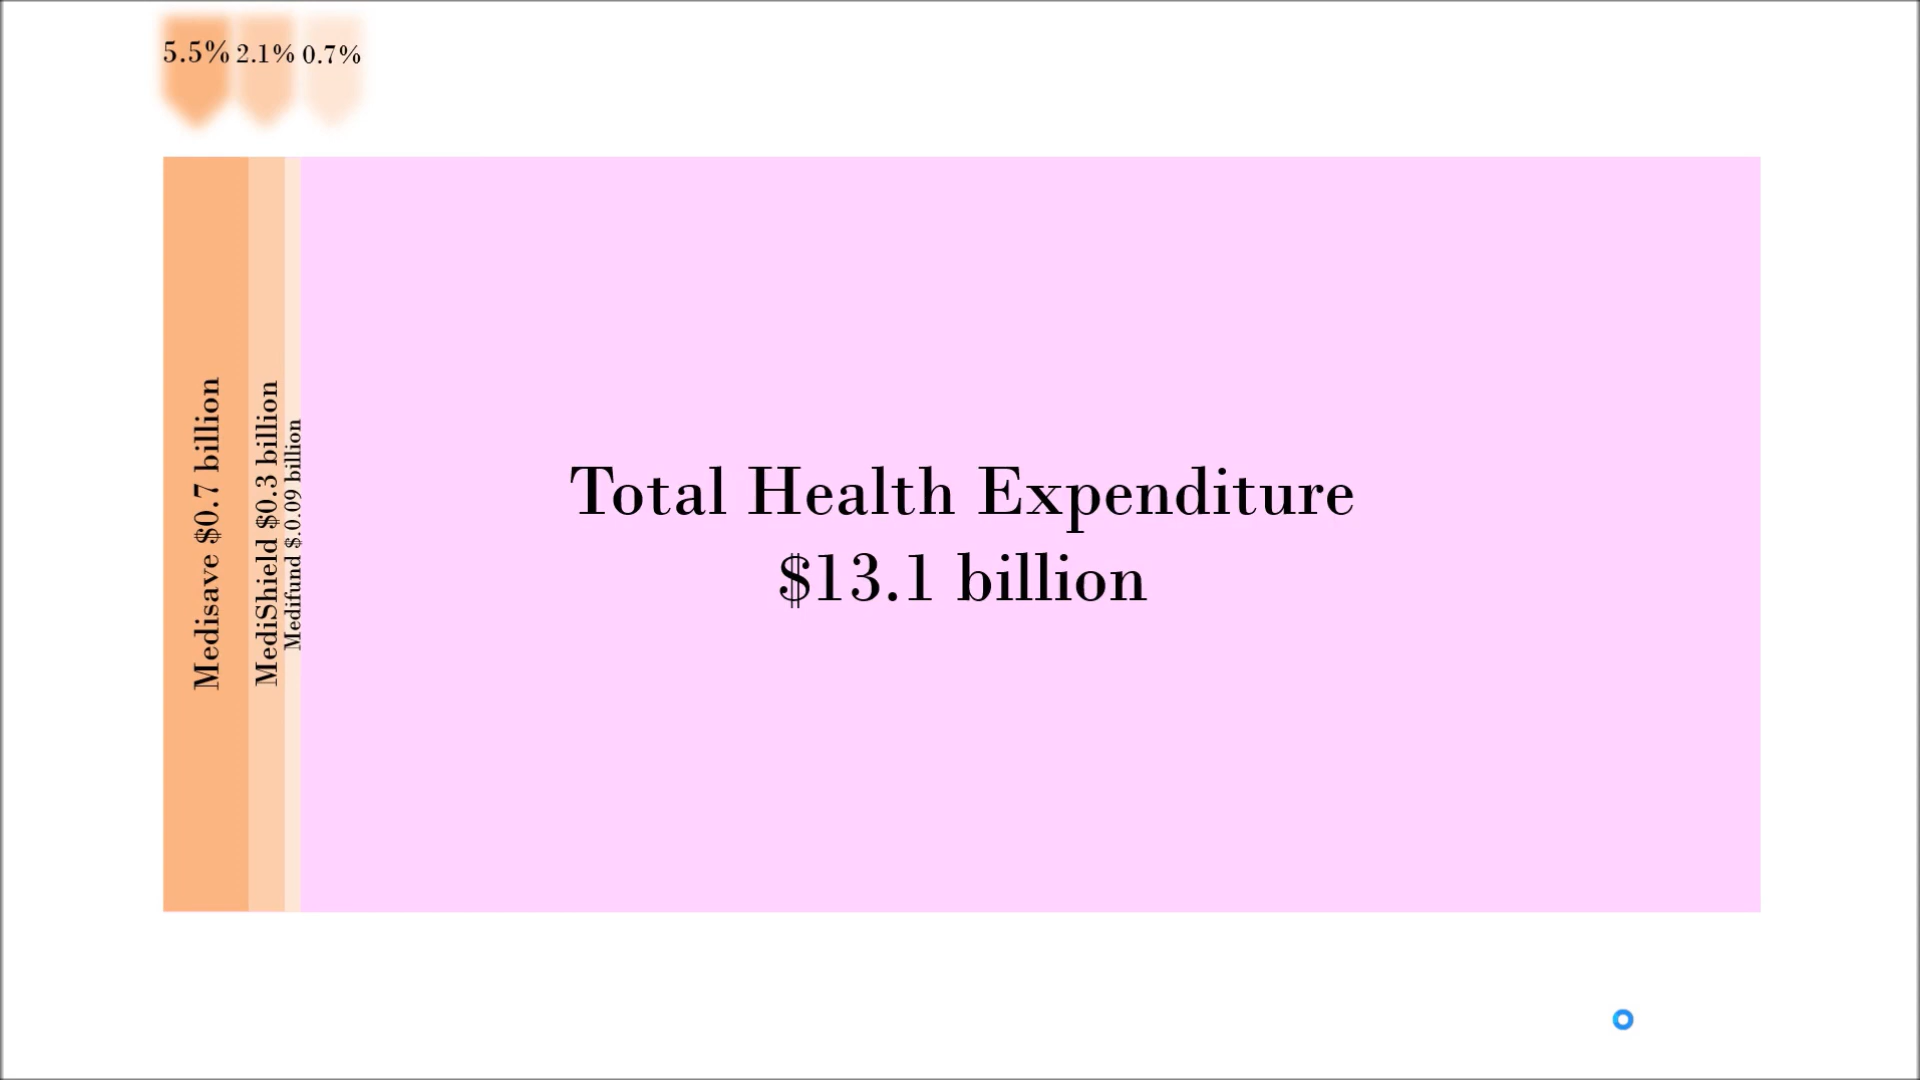 5.5% 2.1% 0.7%
Medisave $0.7 billion
MediShield $0.3 billion
Medifund $.0.09 billion
Total Health Expenditure
$13.1 billion